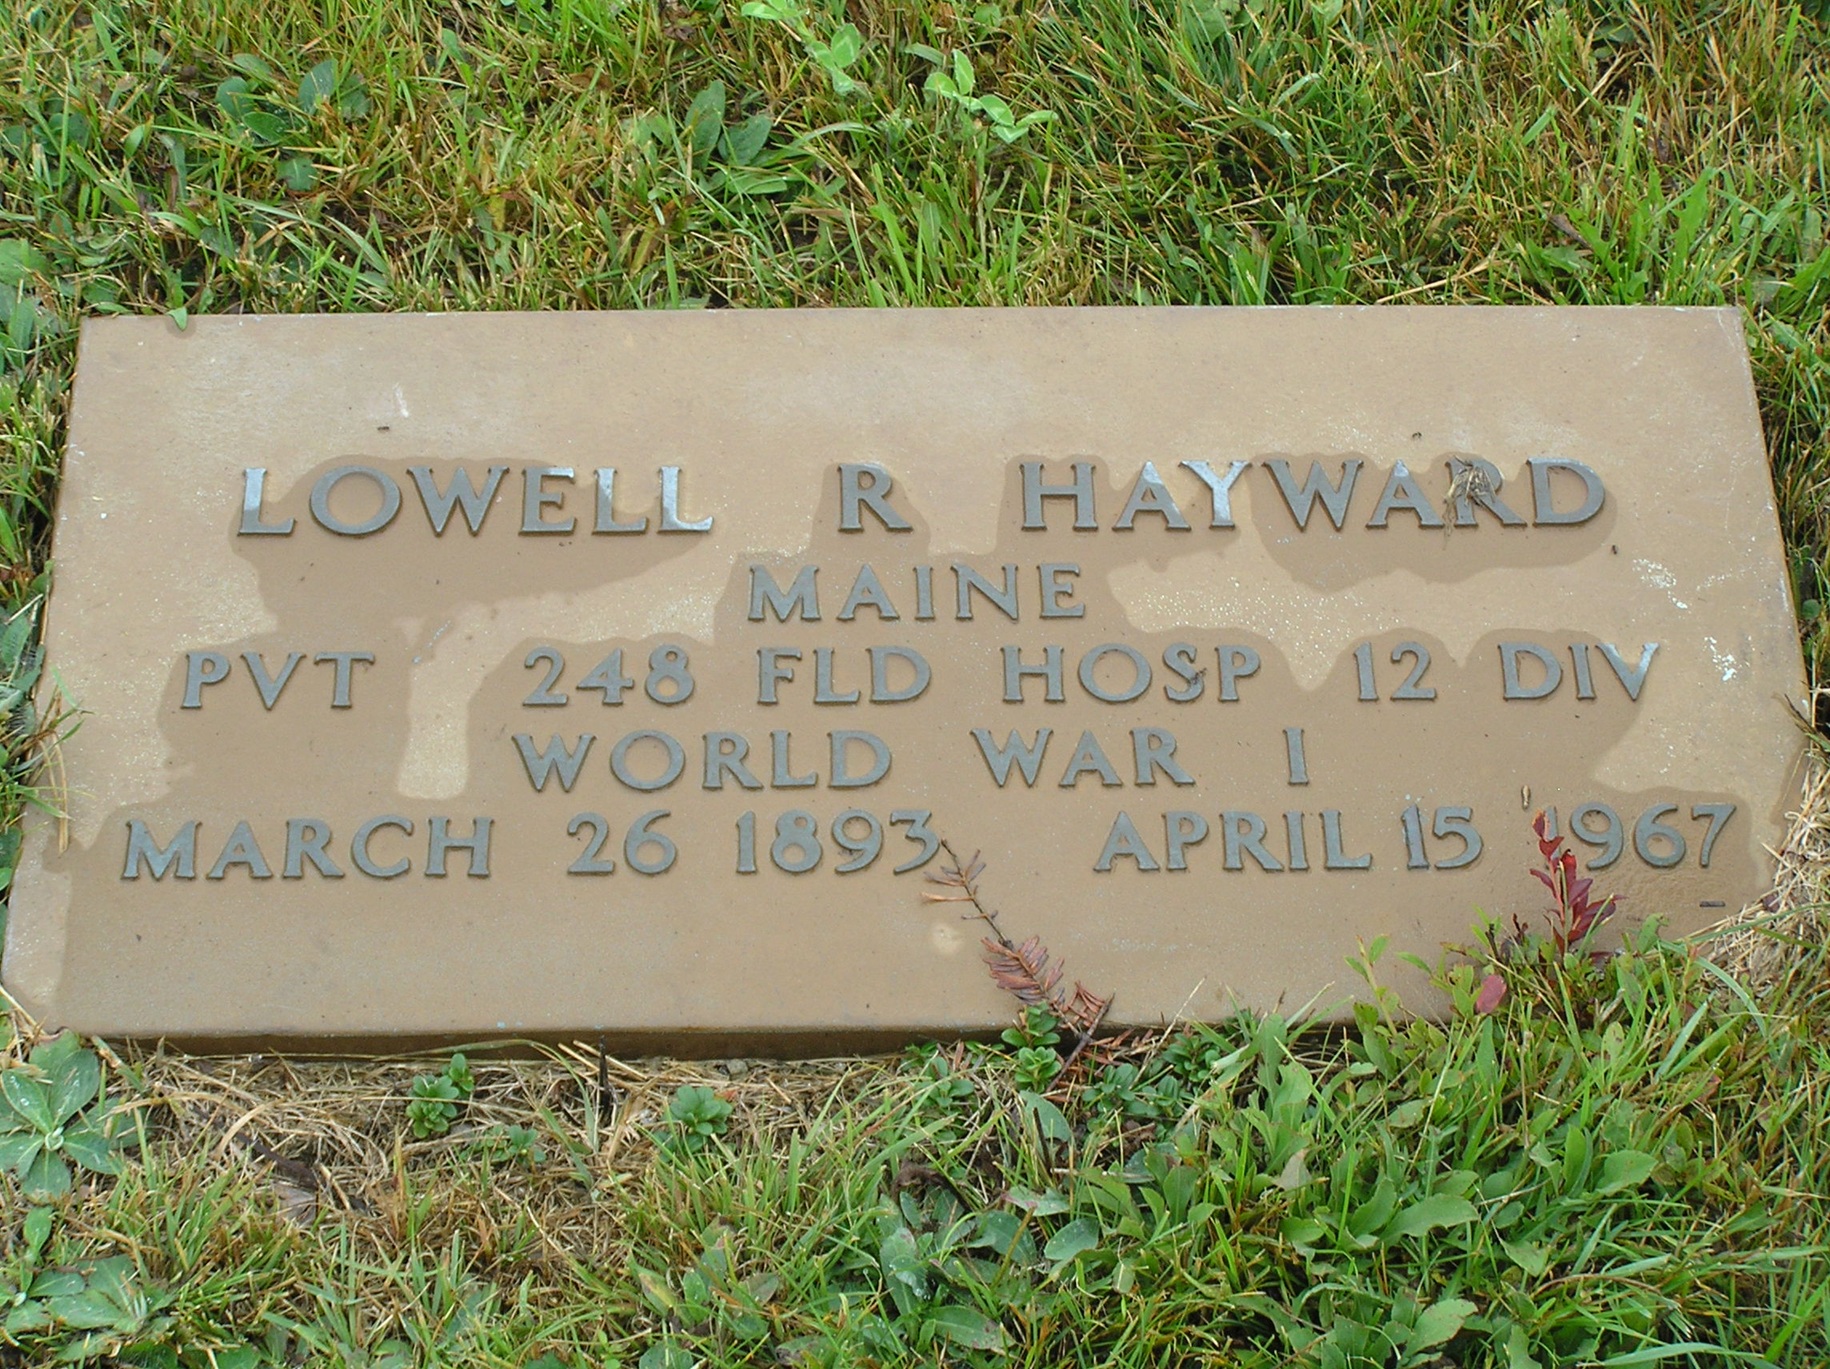 LOWELL R HAYWARD
MAINE
PVT 248 FLD HOSP 12 DIV
WORLD WAR I
MARCH 26 1893 APRIL 15 1967